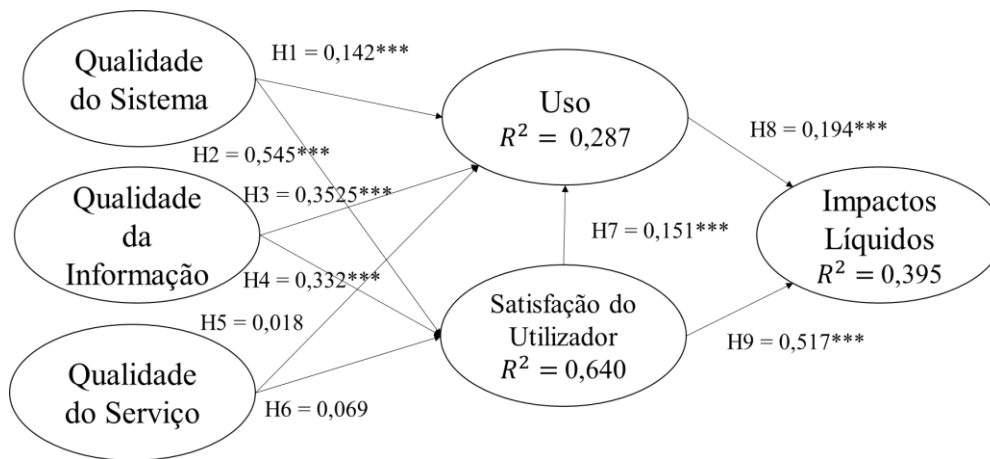 Qualidade
do Sistema
Qualidade
da
Informação
Qualidade
do Serviço
H1 = 0,142***
H2 = 0,545***
H3 = 0,3525***
H4 = 0,332***
H5 = 0,018
H6 = 0,069
Uso
R² = 0,287
H7 = 0,151***
Satisfação do
Utilizador
R² = 0,640
H8 = 0,194***
H9 = 0,517***
Impactos
Líquidos
R² = 0,395